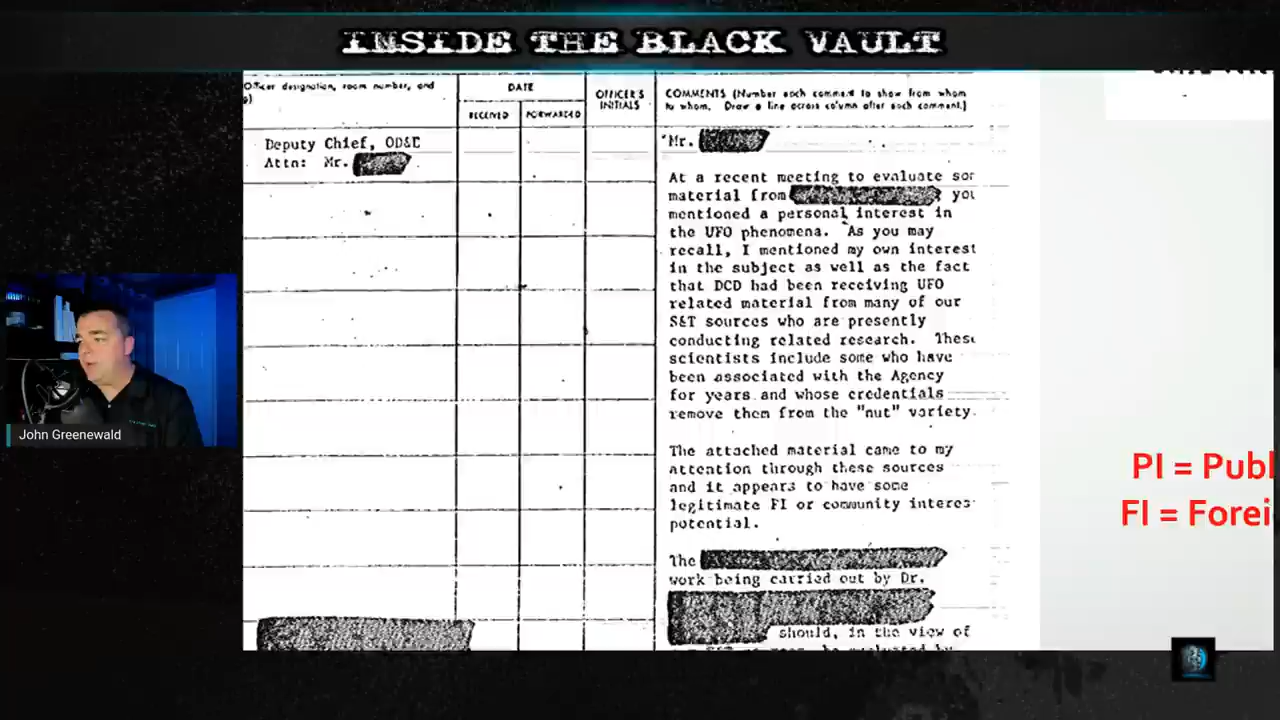 INSIDE THE BLACK VAULT
Officer designation, room number, and
DATE
RECEIVED
FORWARDED
OFFICER'S
INITIALS
COMMENTS (Number each comment to show from whom
to whom. Draw a line across column after each comment.)
Deputy Chief, OD&E
Attn: Mr.
Mr.
At a recent meeting to evaluate
material from
mentioned a personal interest in
the UFO phenomena. As you may
recall, I mentioned my own interest
in the subject as well as the fact
that DCD had been receiving UFO
related material from many of our
S&T sources who are presently
conducting related research. These
scientists include some who have
been associated with the Agency
for years and whose credentials
remove them from the "nut" variety.
The attached material came to my
attention through these sources
and it appears to have some
legitimate FI or community interes
potential.
The
work being carried out by Dr.
should, in the view of
John Greenewald
PI = Publ
FI = Forei